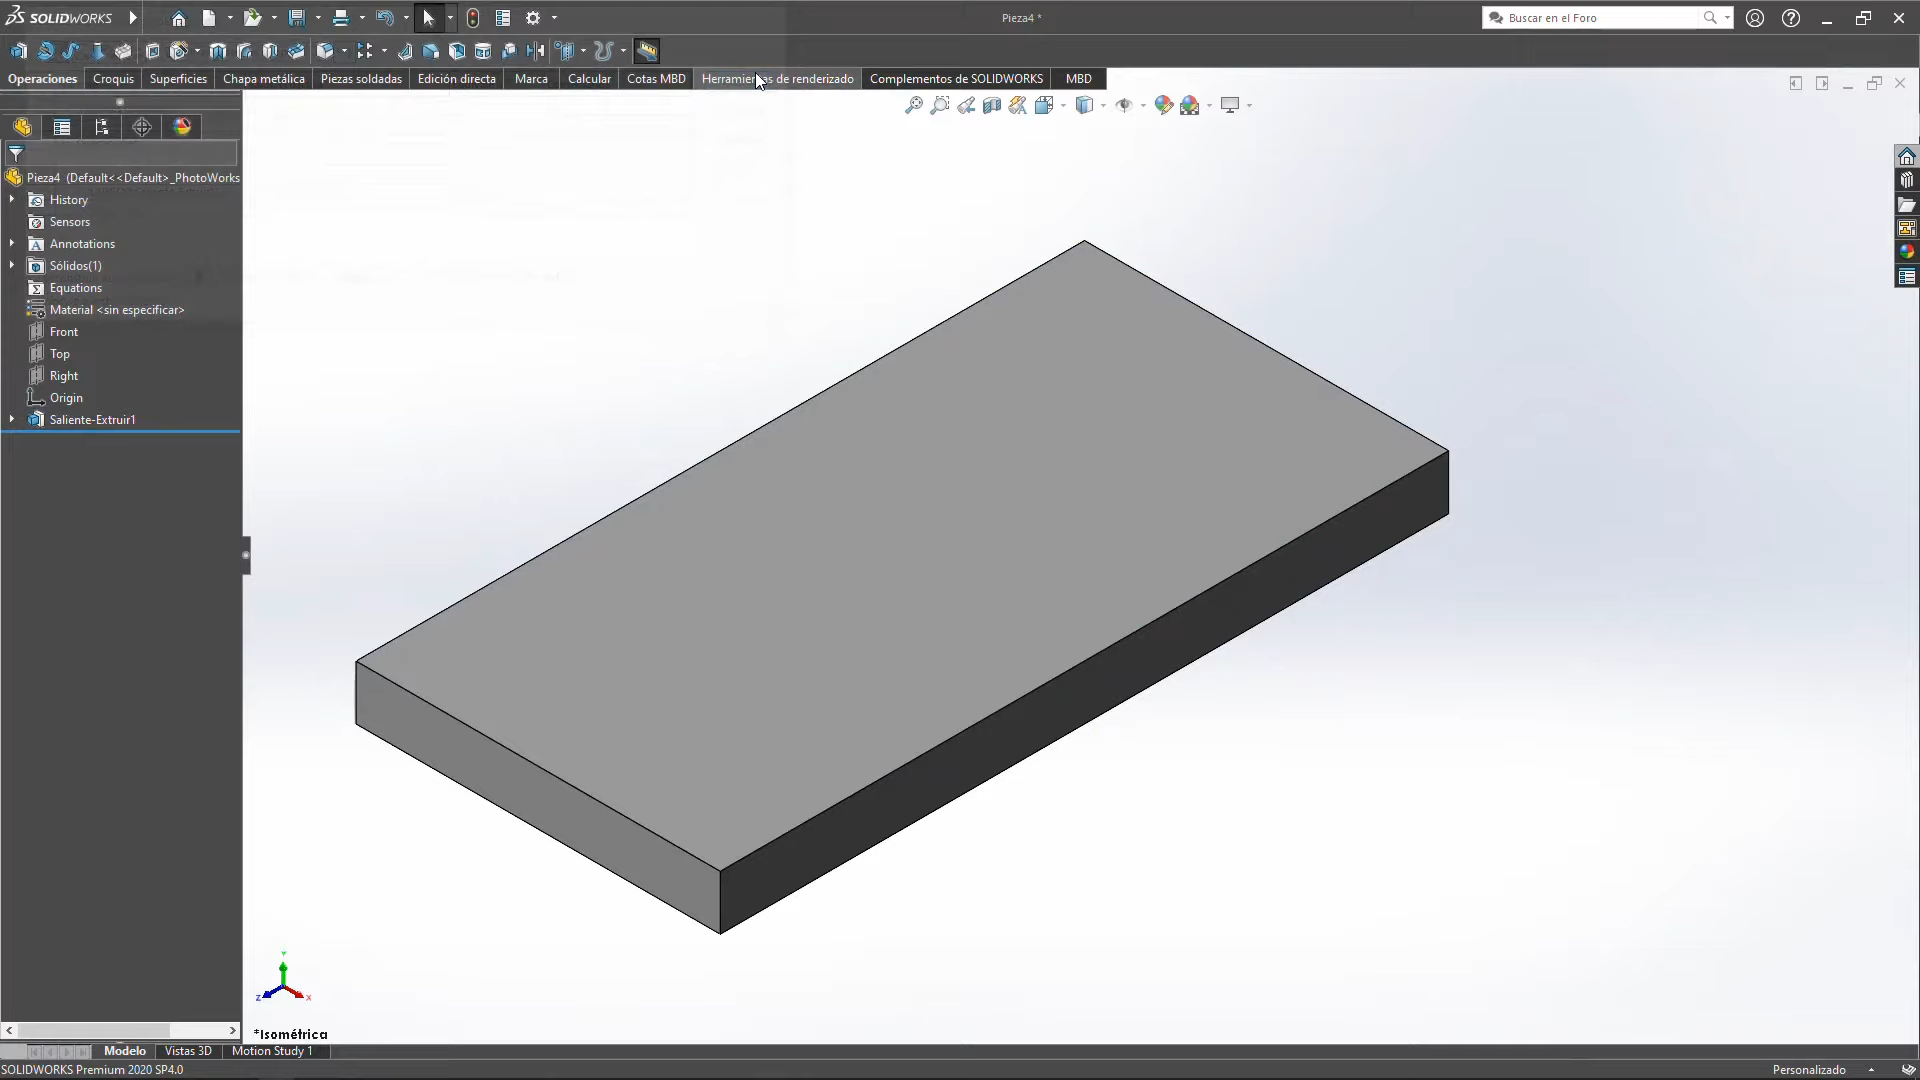 SOLIDWORKS
Pieza4 *
Buscar en el Foro
Operaciones Croquis Superficies Chapa metálica Piezas soldadas Edición directa Marca Calcular Cotas MBD Herramientas de renderizado Complementos de SOLIDWORKS MBD
Pieza4 (Default<<Default>_PhotoWorks
History
Sensors
Annotations
Sólidos(1)
Equations
Material <sin especificar>
Front
Top
Right
Origin
Saliente-Extruir1
Y
Z
X
*Isométrica
Modelo Vistas 3D Motion Study 1
SOLIDWORKS Premium 2020 SP4.0
Personalizado